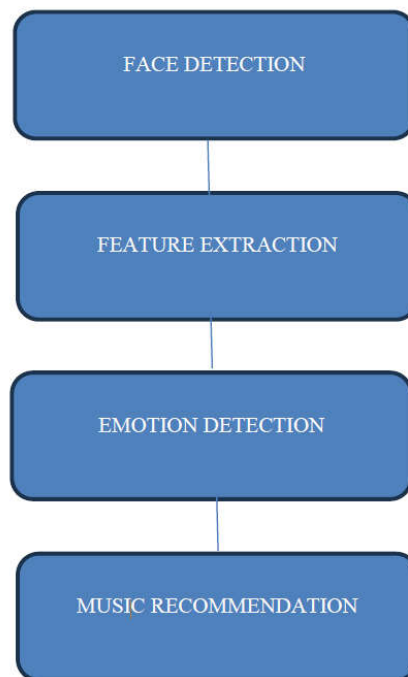 FACE DETECTION
FEATURE EXTRACTION
EMOTION DETECTION
MUSIC RECOMMENDATION